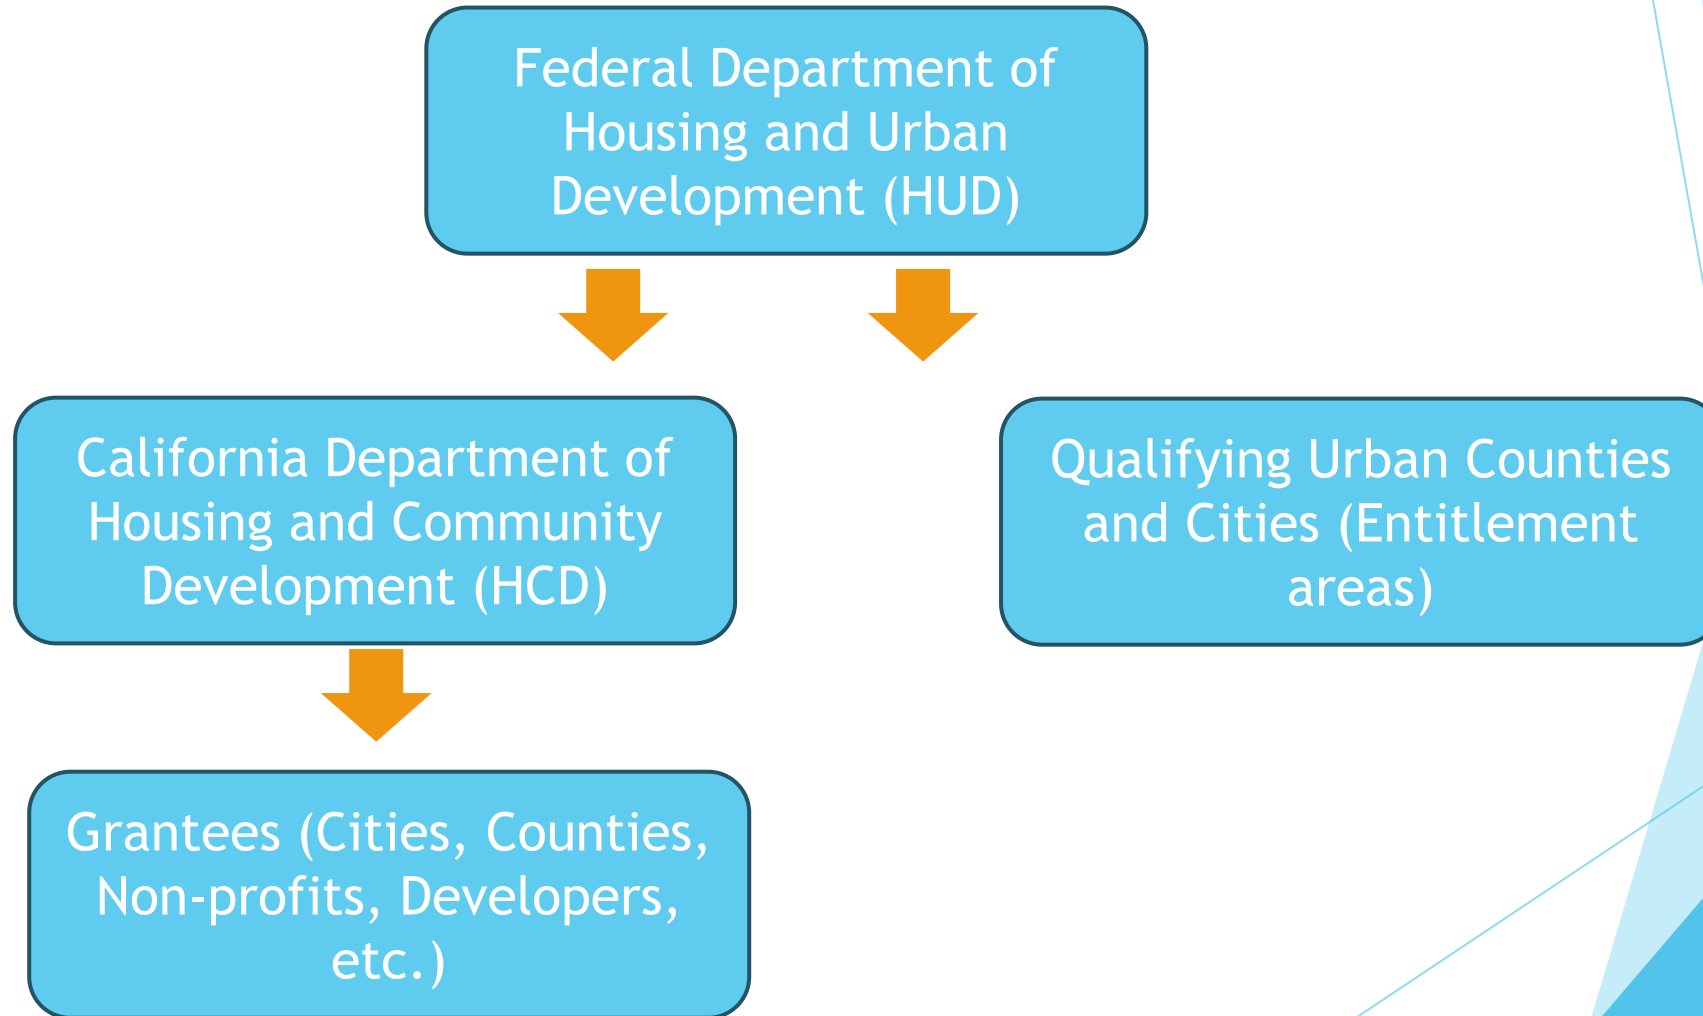 Federal Department of
Housing and Urban
Development (HUD)
California Department of
Housing and Community
Development (HCD)
Qualifying Urban Counties
and Cities (Entitlement
areas)
Grantees (Cities, Counties,
Non-profits, Developers,
etc.)